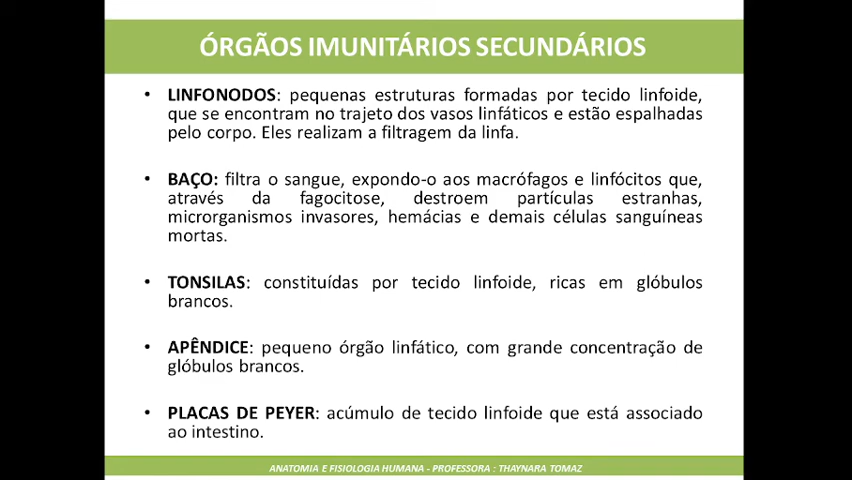 ÓRGÃOS IMUNITÁRIOS SECUNDÁRIOS
• LINFONODOS: pequenas estruturas formadas por tecido linfoide,
que se encontram no trajeto dos vasos linfáticos e estão espalhadas
pelo corpo. Eles realizam a filtragem da linfa.
• BAÇO: filtra o sangue, expondo-o aos macrófagos e linfócitos que,
através da fagocitose, destroem partículas estranhas,
microrganismos invasores, hemácias e demais células sanguíneas
mortas.
• TONSILAS: constituídas por tecido linfoide, ricas em glóbulos
brancos.
• APÊNDICE: pequeno órgão linfático, com grande concentração de
glóbulos brancos.
• PLACAS DE PEYER: acúmulo de tecido linfoide que está associado
ao intestino.
ANATOMIA E FISIOLOGIA HUMANA - PROFESSORA : THAYNARA TOMAZ